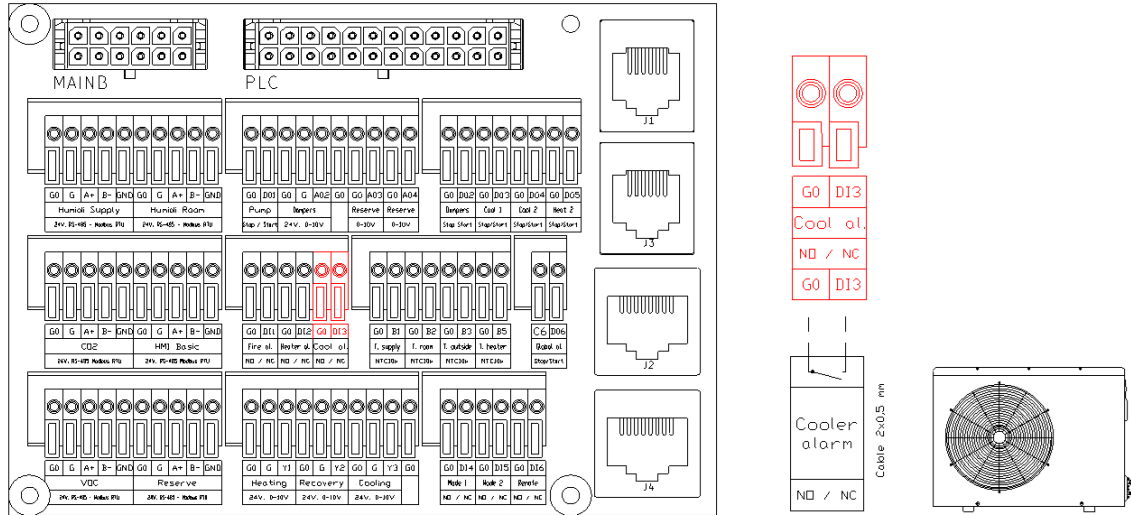 MAINB PLC
J1
G0 G A+ B- GND G0 G A+ B- GND
Humidi Supply Humidi Room
24V, RS-485 - Modbus RTU 24V, RS-485 - Modbus RTU
G0 DO1 G0 G AO2 G0 G0 AO3 G0 AO4
Pump Dampers Reserve Reserve
Stop / Start 24V, 0-10V 0-10V 0-10V
G0 DO2 G0 DO3 G0 DO4 G0 DO5
Dampers Cool 1 Cool 2 Heat 2
Stop Start Stop/Start Stop/Start Stop/Start
J3
G0 G A+ B- GND G0 G A+ B- GND
CO2 HMI Basic
24V, RS-485 Modbus RTU 24V, RS-485 - Modbus RTU
G0 DI1 G0 DI2 G0 DI3
Fire al. Heater al. Cool al.
NO / NC NO / NC NO / NC
G0 B1 G0 B2 G0 B3 G0 B5
T. supply T. room T. outside T. heater
NTC10k NTC10k NTC10k NTC10k
C6 DO6
Global al.
Stop/Start
J2
G0 G A+ B- GND G0 G A+ B- GND
VOC Reserve
24V, RS-485 - Modbus RTU 24V, RS-485 - Modbus RTU
G0 G Y1 G0 G Y2 G0 G Y3 G0
Heating Recovery Cooling
24V, 0-10V 24V, 0-10V 24V, 0-10V
G0 DI4 G0 DI5 G0 DI6
Mode 1 Mode 2 Remote
NO / NC NO / NC NO / NC
J4
G0 DI3
Cool al.
NO / NC
G0 DI3
Cooler
alarm
NO / NC
Cable 2x0,5 mm